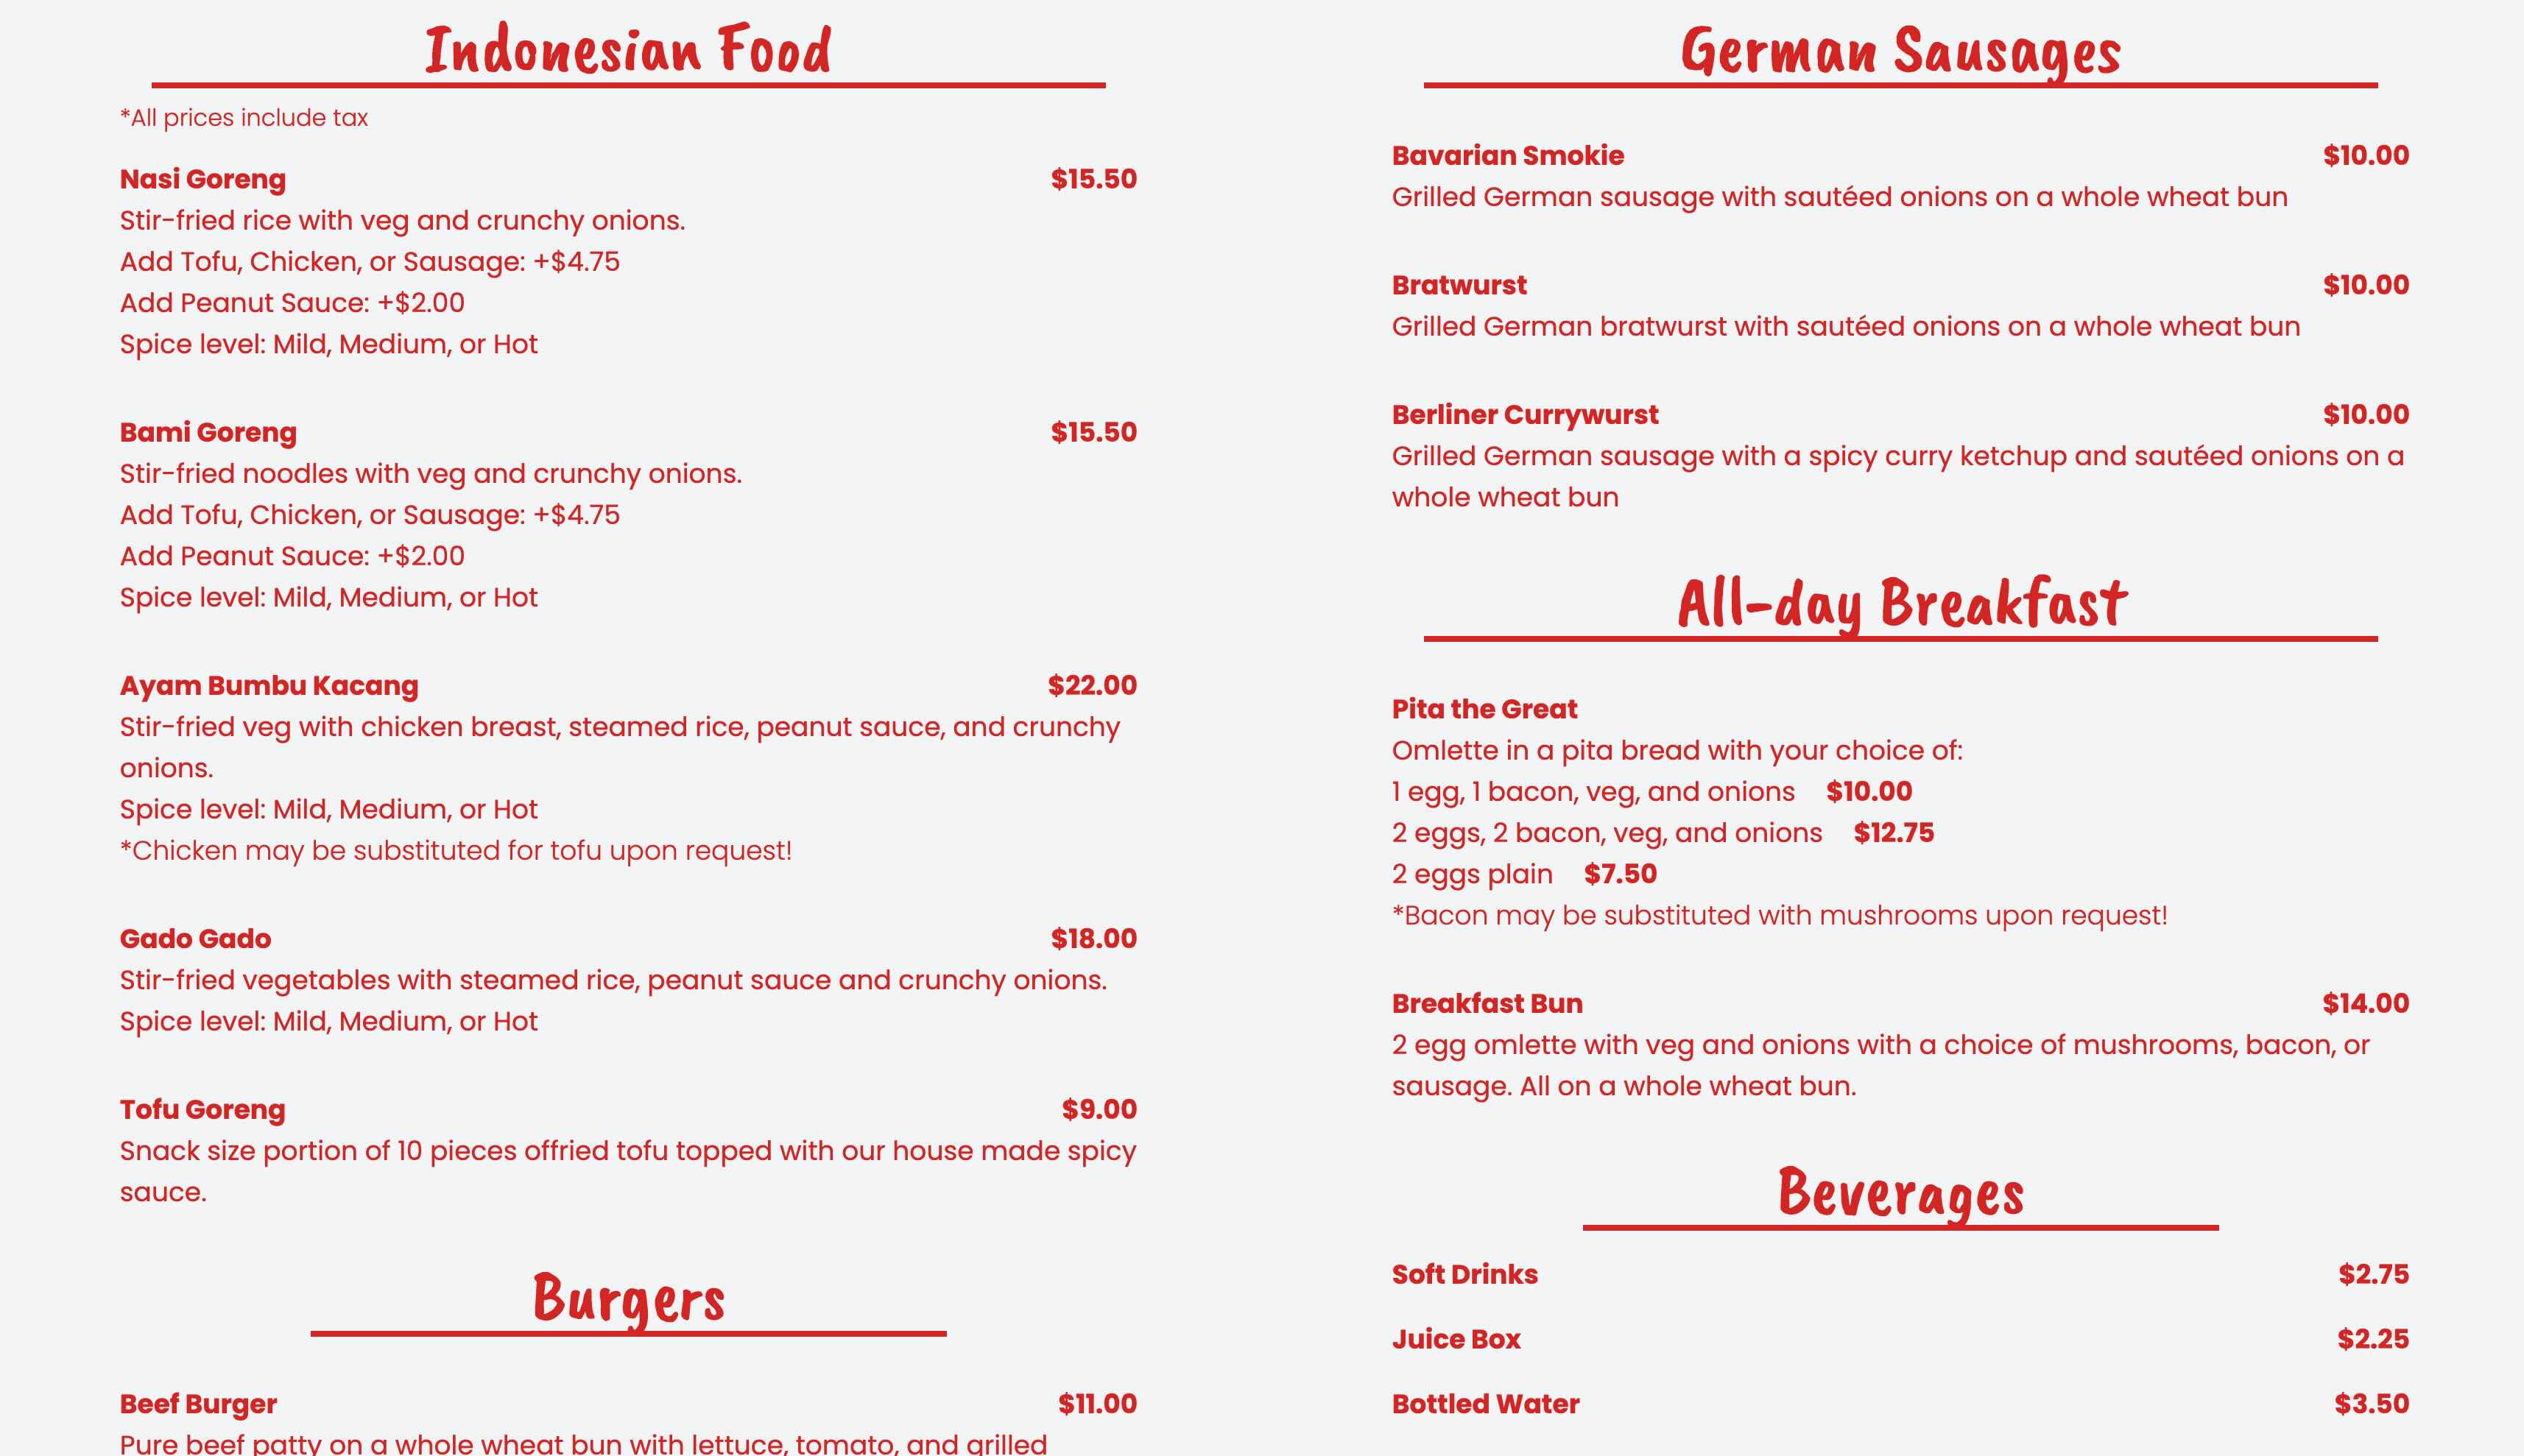 Indonesian Food
*All prices include tax
Nasi Goreng $15.50
Stir-fried rice with veg and crunchy onions.
Add Tofu, Chicken, or Sausage: +$4.75
Add Peanut Sauce: +$2.00
Spice level: Mild, Medium, or Hot
Bami Goreng $15.50
Stir-fried noodles with veg and crunchy onions.
Add Tofu, Chicken, or Sausage: +$4.75
Add Peanut Sauce: +$2.00
Spice level: Mild, Medium, or Hot
Ayam Bumbu Kacang $22.00
Stir-fried veg with chicken breast, steamed rice, peanut sauce, and crunchy
onions.
Spice level: Mild, Medium, or Hot
*Chicken may be substituted for tofu upon request!
Gado Gado $18.00
Stir-fried vegetables with steamed rice, peanut sauce and crunchy onions.
Spice level: Mild, Medium, or Hot
Tofu Goreng $9.00
Snack size portion of 10 pieces offried tofu topped with our house made spicy
sauce.
Burgers
Beef Burger $11.00
Pure beef patty on a whole wheat bun with lettuce, tomato, and grilled
German Sausages
Bavarian Smokie $10.00
Grilled German sausage with sautéed onions on a whole wheat bun
Bratwurst $10.00
Grilled German bratwurst with sautéed onions on a whole wheat bun
Berliner Currywurst $10.00
Grilled German sausage with a spicy curry ketchup and sautéed onions on a
whole wheat bun
All-day Breakfast
Pita the Great
Omlette in a pita bread with your choice of:
1 egg, 1 bacon, veg, and onions $10.00
2 eggs, 2 bacon, veg, and onions $12.75
2 eggs plain $7.50
*Bacon may be substituted with mushrooms upon request!
Breakfast Bun $14.00
2 egg omlette with veg and onions with a choice of mushrooms, bacon, or
sausage. All on a whole wheat bun.
Beverages
Soft Drinks $2.75
Juice Box $2.25
Bottled Water $3.50